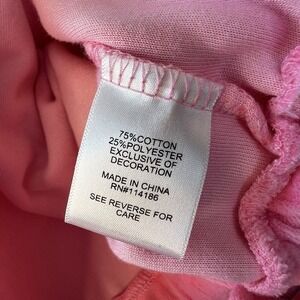 75%COTTON
25%POLYESTER
EXCLUSIVE OF
DECORATION
MADE IN CHINA
RN#114186
SEE REVERSE FOR
CARE